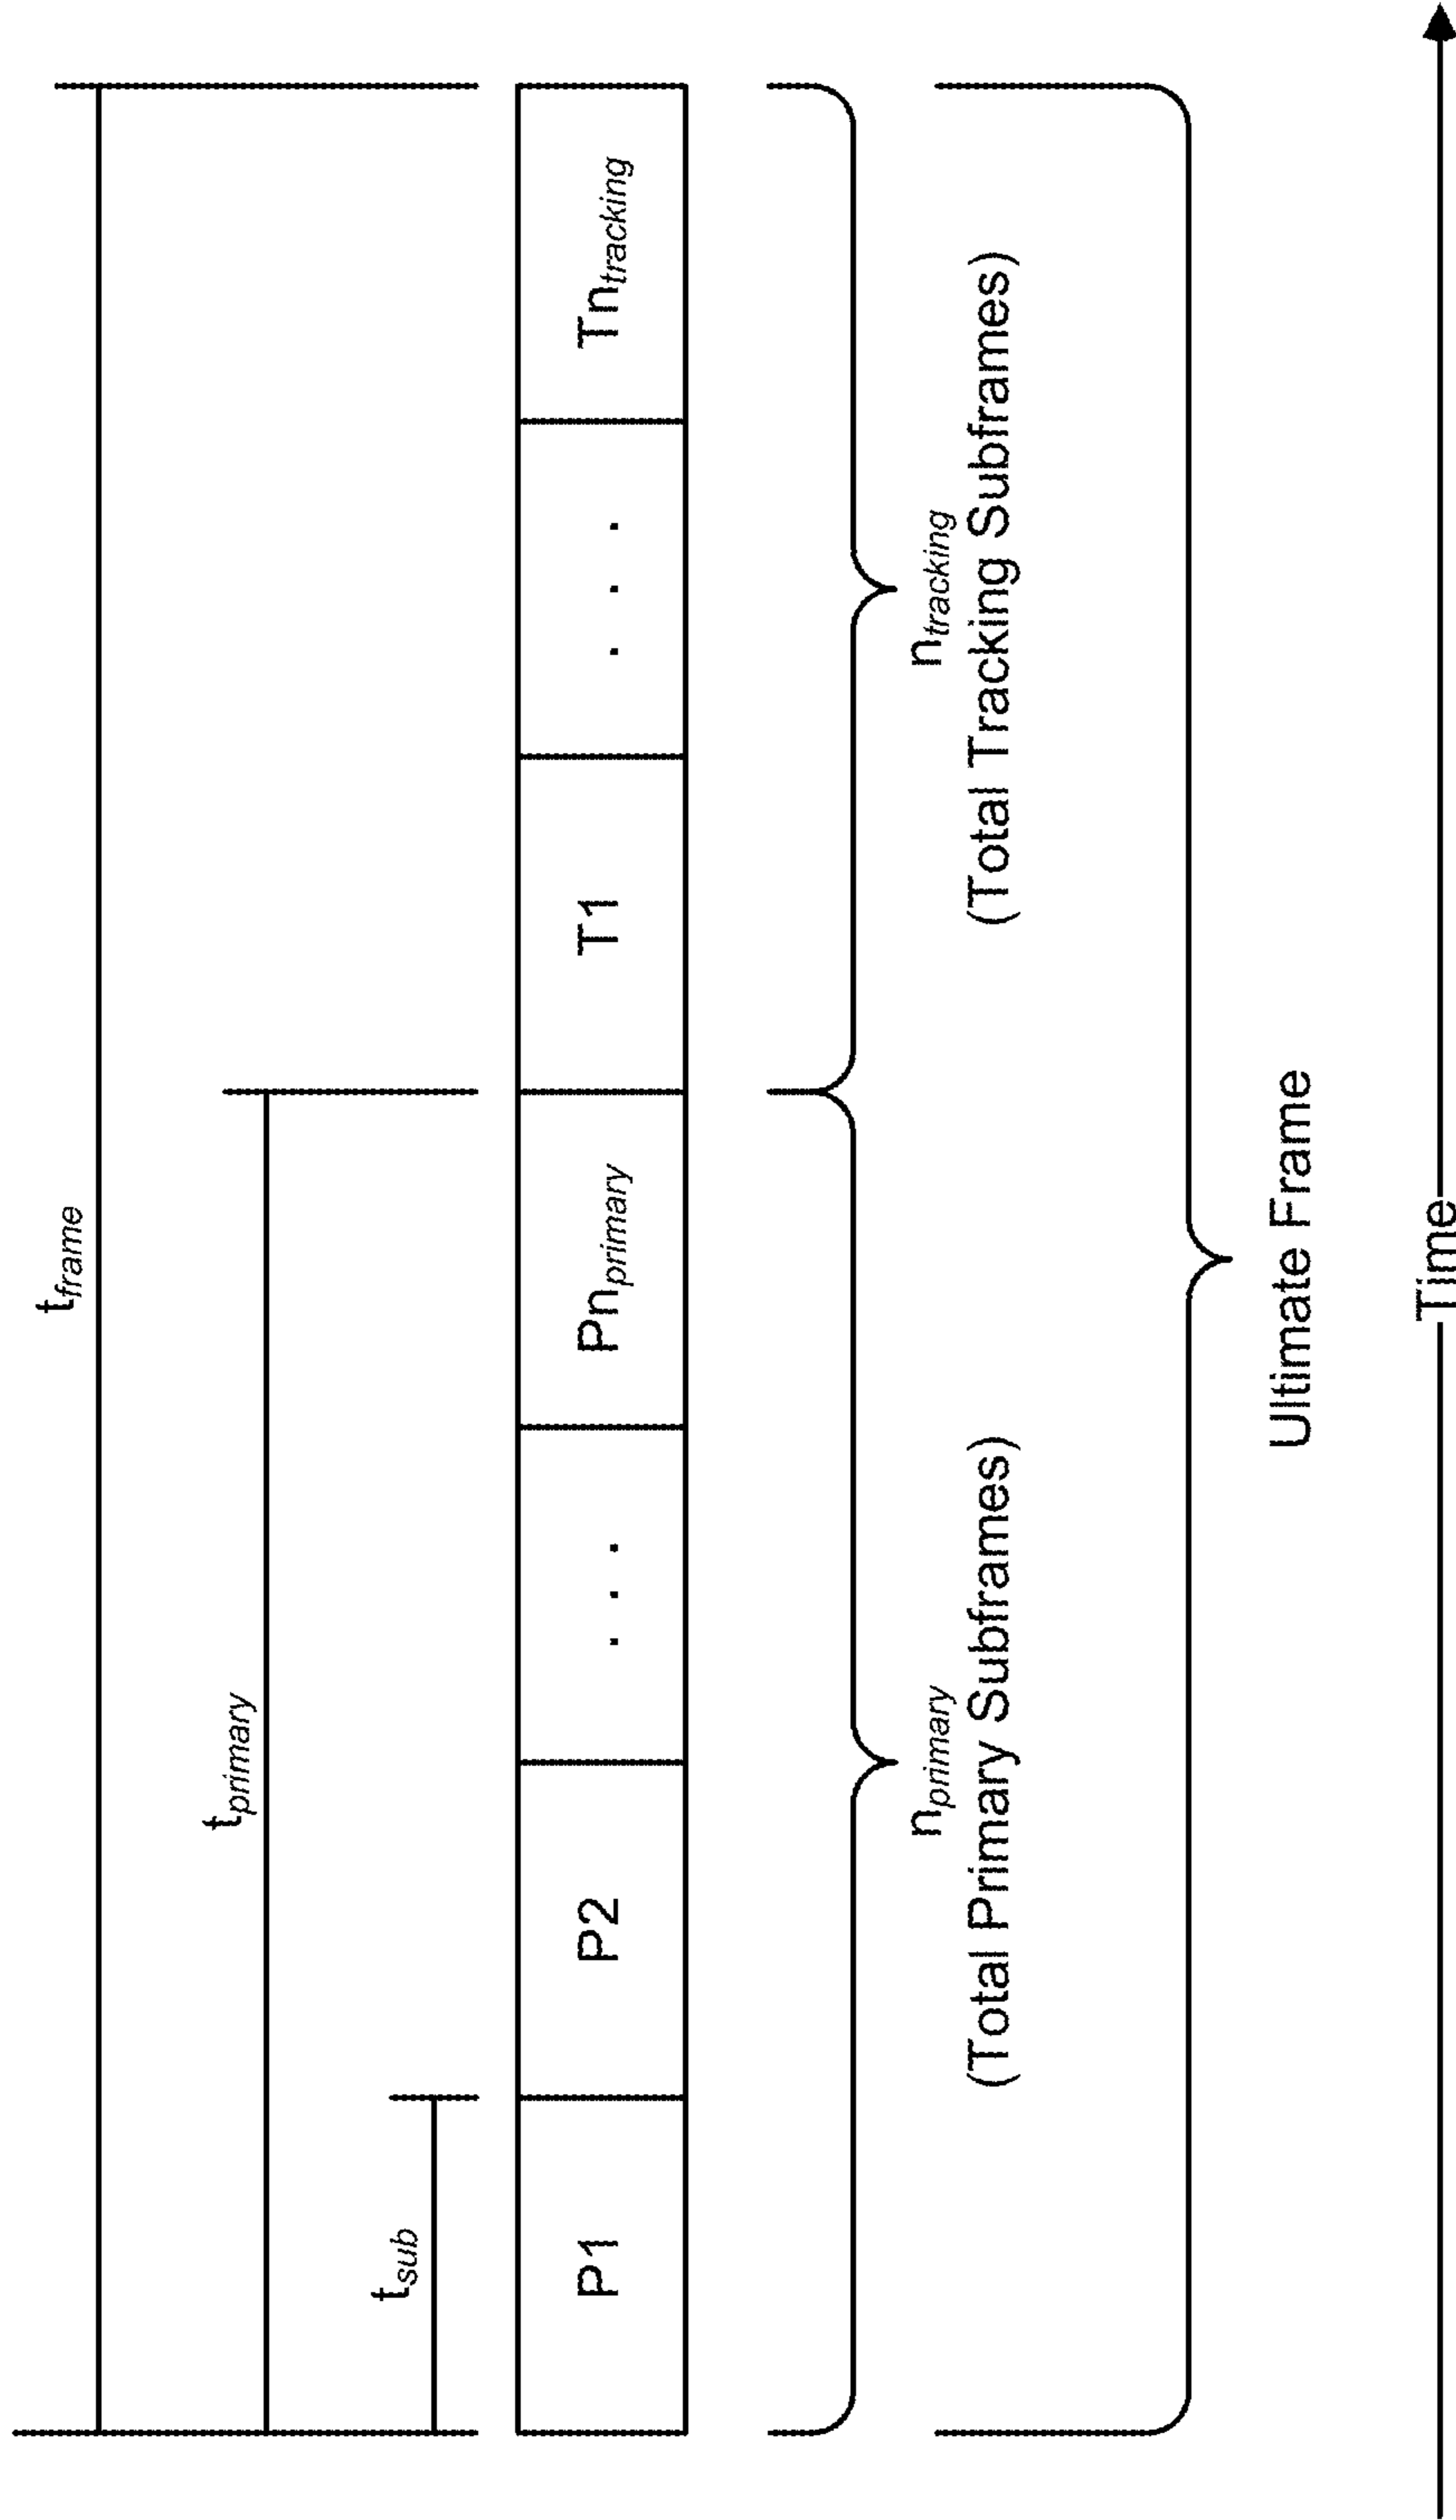 t_frame
t_primary
t_sub
P1 P2 . . . Pn_primary T1 . . . Tn_tracking
n_primary n_tracking
(Total Primary Subframes) (Total Tracking Subframes)
Ultimate Frame
Time